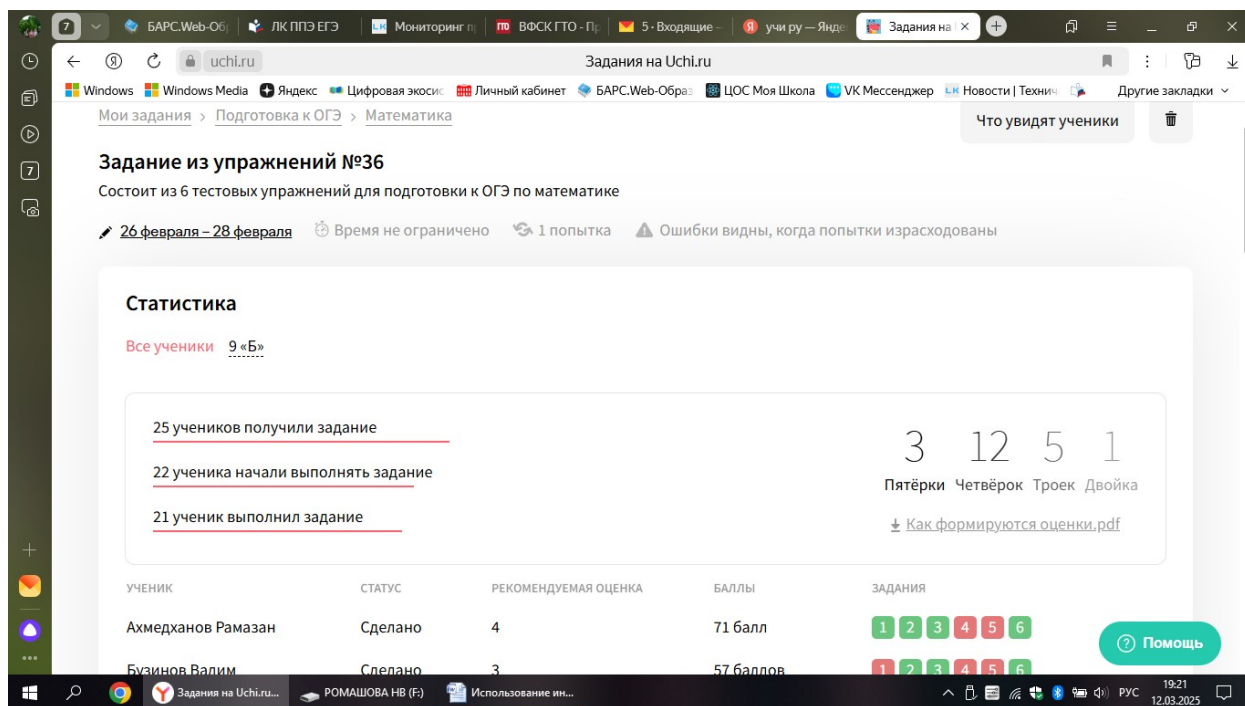 7 БАРС.Web-Об ЛК ППЭ ЕГЭ Мониторинг п ВФСК ГТО - Пр 5 · Входящие – учи ру — Янде Задания на
uchi.ru Задания на Uchi.ru
Windows Windows Media Яндекс Цифровая экосис Личный кабинет БАРС.Web-Образ ЦОС Моя Школа VK Мессенджер Новости | Технич Другие закладки
Мои задания > Подготовка к ОГЭ > Математика
Что увидят ученики
7
Задание из упражнений №36
Состоит из 6 тестовых упражнений для подготовки к ОГЭ по математике
26 февраля – 28 февраля Время не ограничено 1 попытка Ошибки видны, когда попытки израсходованы
Статистика
Все ученики 9 «Б»
25 учеников получили задание
22 ученика начали выполнять задание
21 ученик выполнил задание
3 12 5 1
Пятёрки Четвёрок Троек Двойка
Как формируются оценки.pdf
УЧЕНИК СТАТУС РЕКОМЕНДУЕМАЯ ОЦЕНКА БАЛЛЫ ЗАДАНИЯ
Ахмедханов Рамазан Сделано 4 71 балл 1 2 3 4 5 6
Бузинов Вадим Сделано 3 57 баллов 1 2 3 4 5 6
Помощь
Задания на Uchi.ru... РОМАШОВА НВ (F:) Использование ин... РУС 19:21
12.03.2025